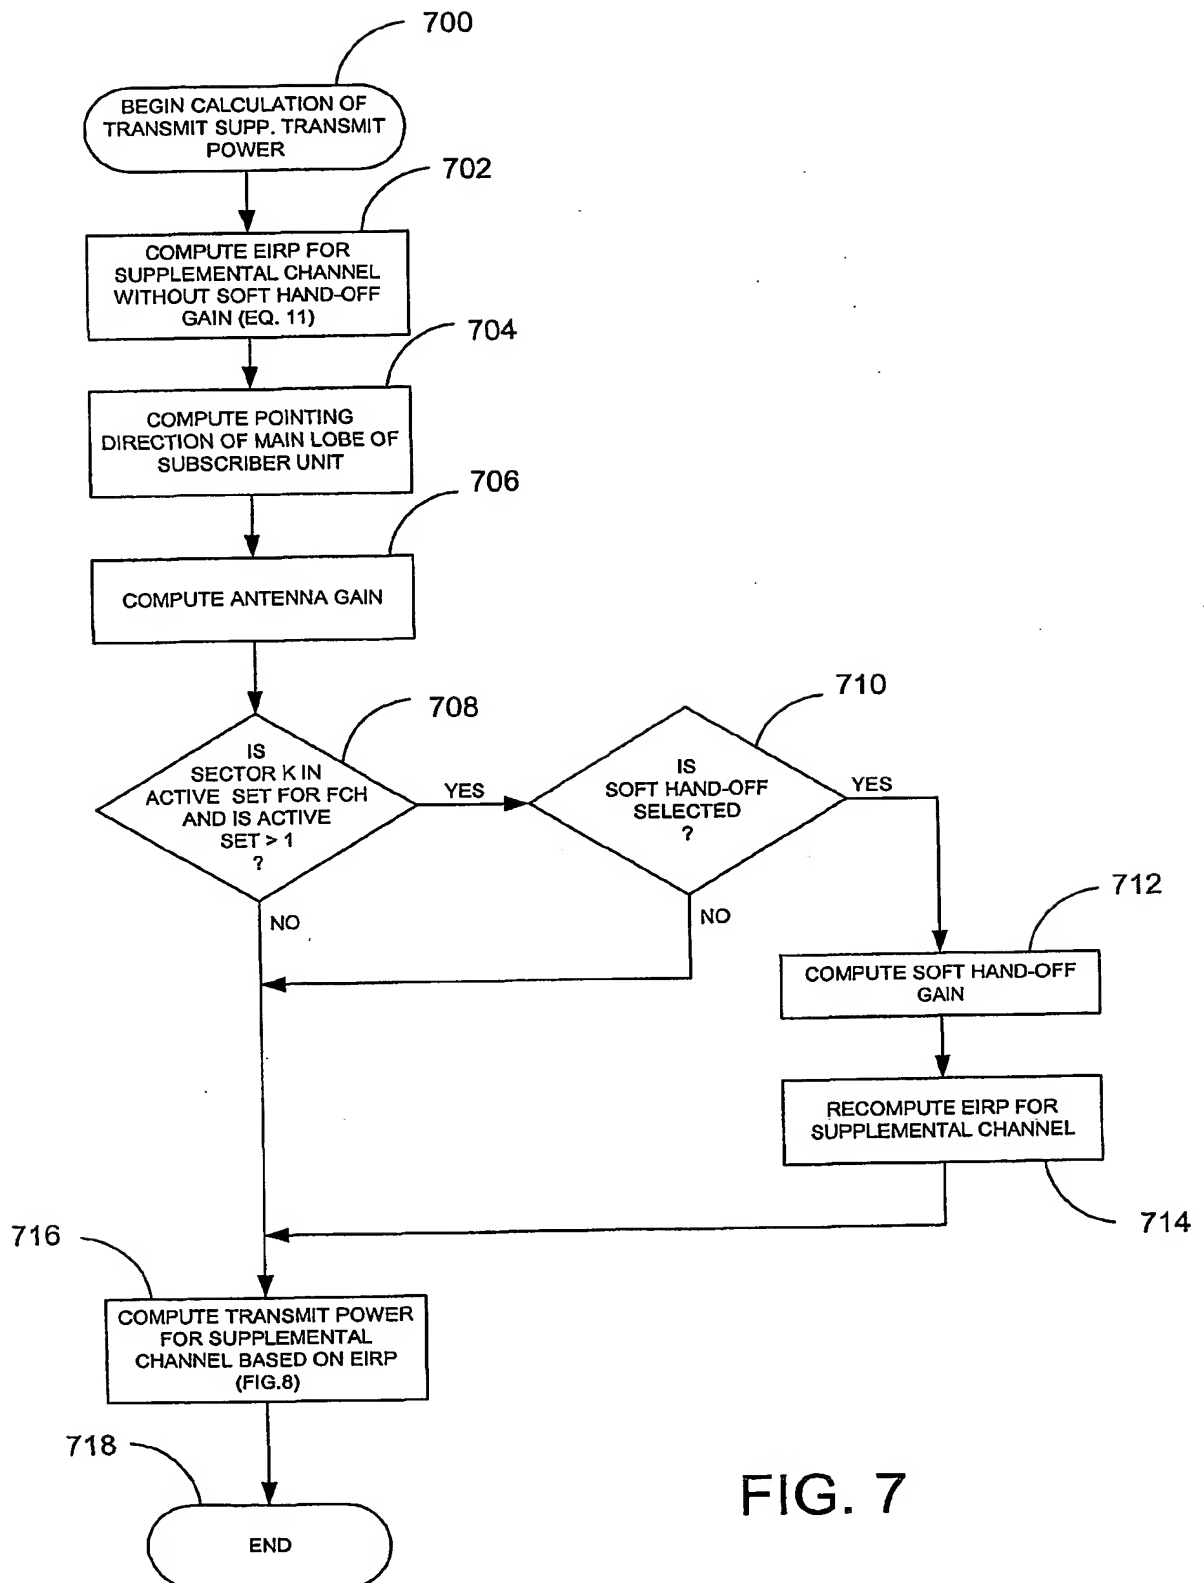 700
BEGIN CALCULATION OF
TRANSMIT SUPP. TRANSMIT
POWER
702
COMPUTE EIRP FOR
SUPPLEMENTAL CHANNEL
WITHOUT SOFT HAND-OFF
GAIN (EQ. 11)
704
COMPUTE POINTING
DIRECTION OF MAIN LOBE OF
SUBSCRIBER UNIT
706
COMPUTE ANTENNA GAIN
708
IS
SECTOR K IN
ACTIVE SET FOR FCH
AND IS ACTIVE
SET > 1
?
YES
NO
710
IS
SOFT HAND-OFF
SELECTED
?
YES
NO
712
COMPUTE SOFT HAND-OFF
GAIN
RECOMPUTE EIRP FOR
SUPPLEMENTAL CHANNEL
714
716
COMPUTE TRANSMIT POWER
FOR SUPPLEMENTAL
CHANNEL BASED ON EIRP
(FIG.8)
718
END
FIG. 7